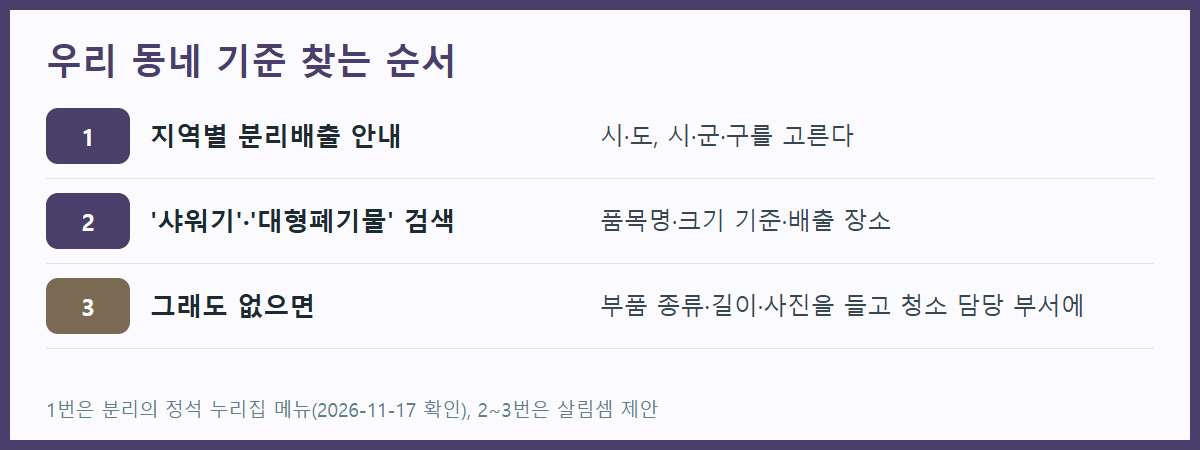 우리 동네 기준 찾는 순서
1 지역별 분리배출 안내 시·도, 시·군·구를 고른다
2 '샤워기'·'대형폐기물' 검색 품목명·크기 기준·배출 장소
3 그래도 없으면 부품 종류·길이·사진을 들고 청소 담당 부서에
1번은 분리의 정석 누리집 메뉴(2026-11-17 확인), 2~3번은 살림셈 제안